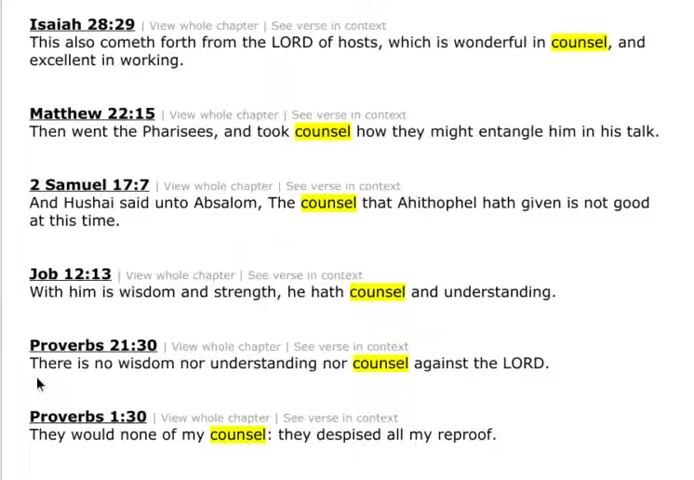 Isaiah 28:29 | View whole chapter | See verse in context
This also cometh forth from the LORD of hosts, which is wonderful in counsel, and
excellent in working.
Matthew 22:15 | View whole chapter | See verse in context
Then went the Pharisees, and took counsel how they might entangle him in his talk.
2 Samuel 17:7 | View whole chapter | See verse in context
And Hushai said unto Absalom, The counsel that Ahithophel hath given is not good
at this time.
Job 12:13 | View whole chapter | See verse in context
With him is wisdom and strength, he hath counsel and understanding.
Proverbs 21:30 | View whole chapter | See verse in context
There is no wisdom nor understanding nor counsel against the LORD.
Proverbs 1:30 | View whole chapter | See verse in context
They would none of my counsel: they despised all my reproof.